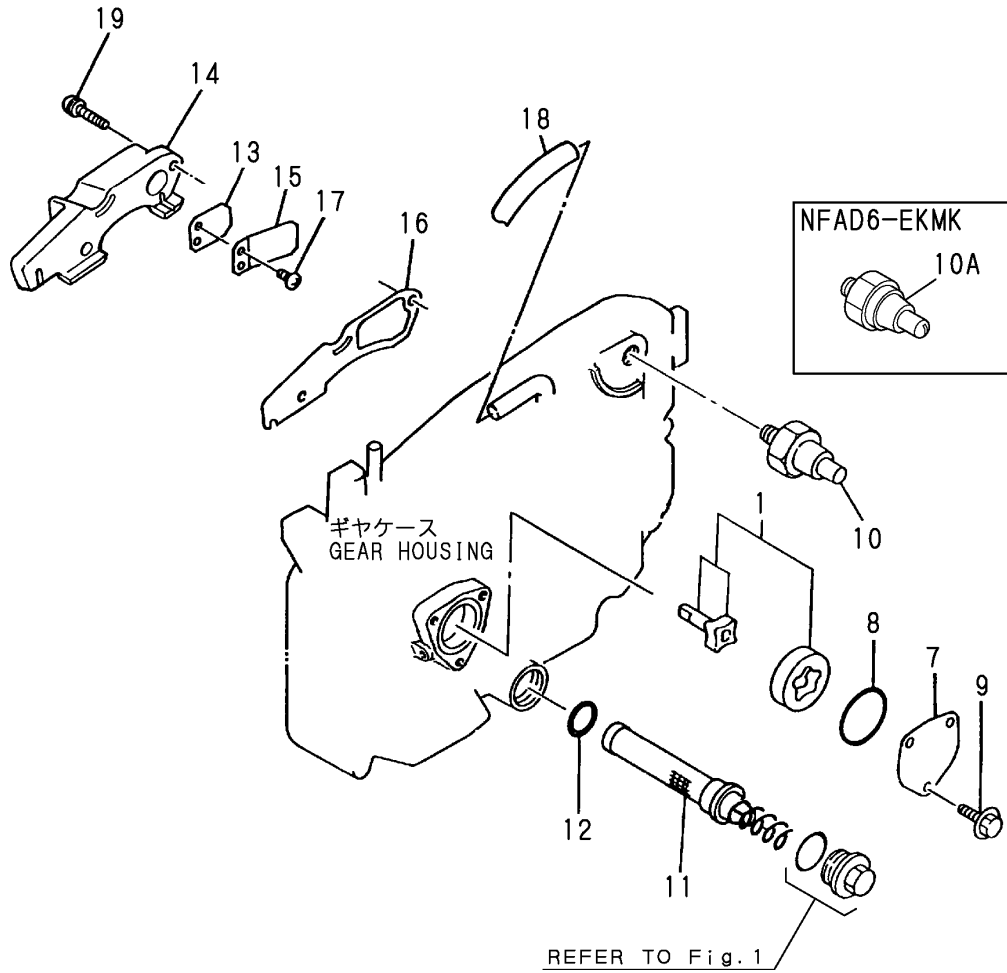 19
14
13
15
17
18
16
NFAD6-EKMK
10A
10
ギヤケース
GEAR HOUSING
1
8
7
9
12
11
REFER TO Fig.1